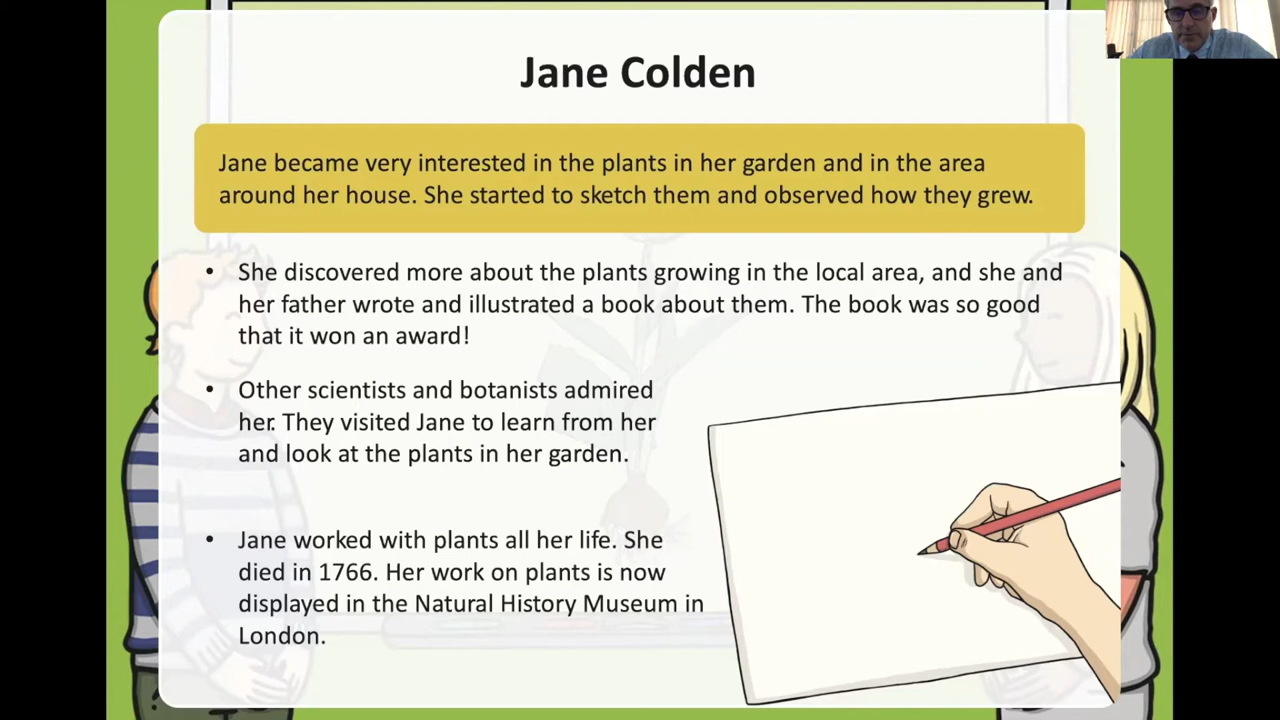 Jane Colden
Jane became very interested in the plants in her garden and in the area
around her house. She started to sketch them and observed how they grew.
• She discovered more about the plants growing in the local area, and she and
her father wrote and illustrated a book about them. The book was so good
that it won an award!
• Other scientists and botanists admired
her. They visited Jane to learn from her
and look at the plants in her garden.
• Jane worked with plants all her life. She
died in 1766. Her work on plants is now
displayed in the Natural History Museum in
London.